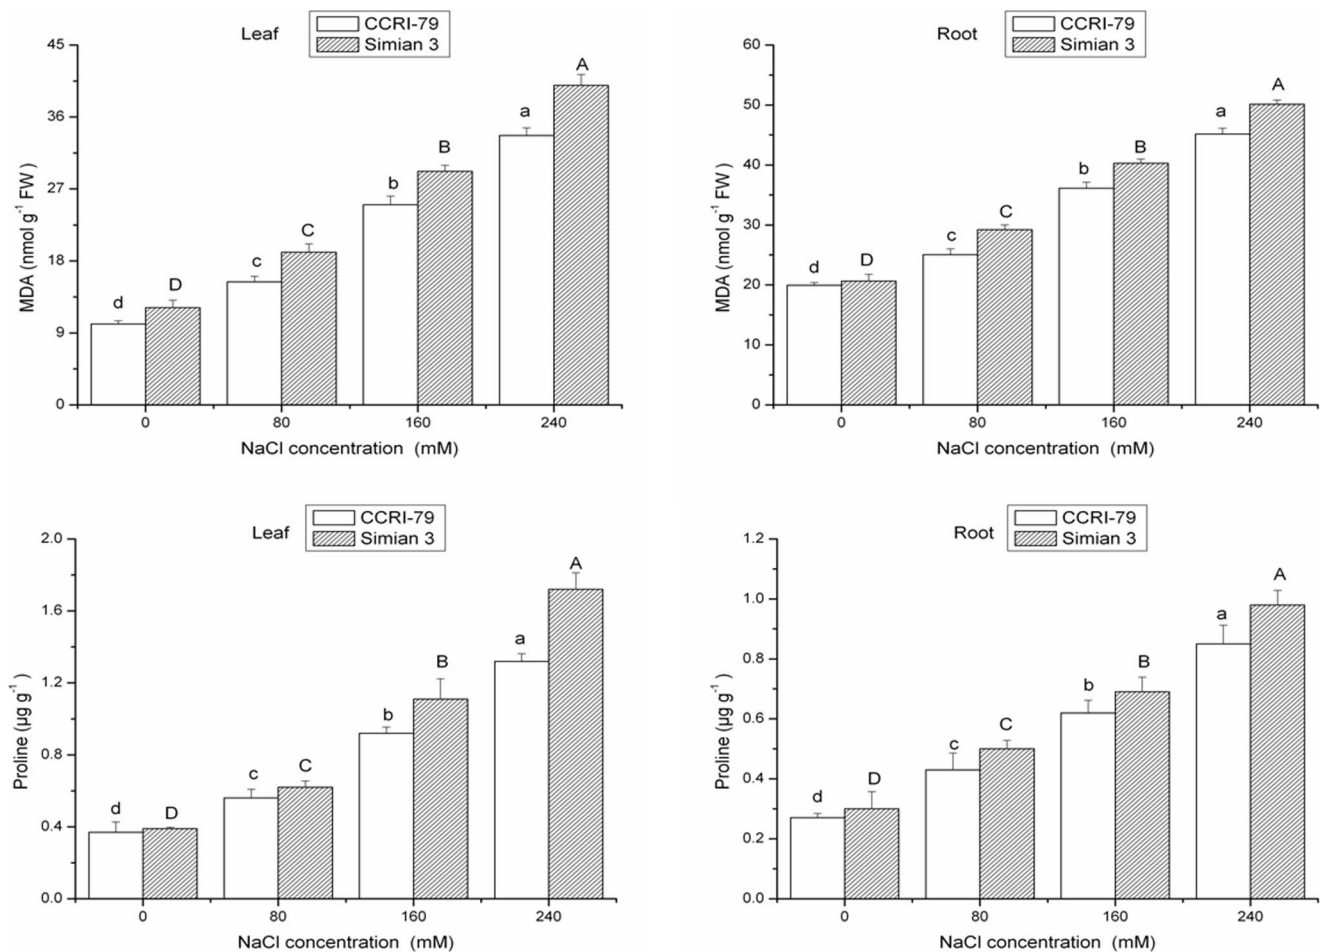 Leaf
CCRI-79
Simian 3
MDA (nmol g⁻¹ FW )
45
36
27
18
9
0
d
D
c
C
b
B
a
A
0 80 160 240
NaCl concentration (mM)
Root
CCRI-79
Simian 3
MDA (nmol g⁻¹ FW )
60
50
40
30
20
10
0
d
D
c
C
b
B
a
A
0 80 160 240
NaCl concentration (mM)
Leaf
CCRI-79
Simian 3
Proline (µg g⁻¹)
2.0
1.6
1.2
0.8
0.4
0.0
d
D
c
C
b
B
a
A
0 80 160 240
NaCl concentration (mM)
Root
CCRI-79
Simian 3
Proline (µg g⁻¹)
1.2
1.0
0.8
0.6
0.4
0.2
0.0
d
D
c
C
b
B
a
A
0 80 160 240
NaCl concentration (mM)